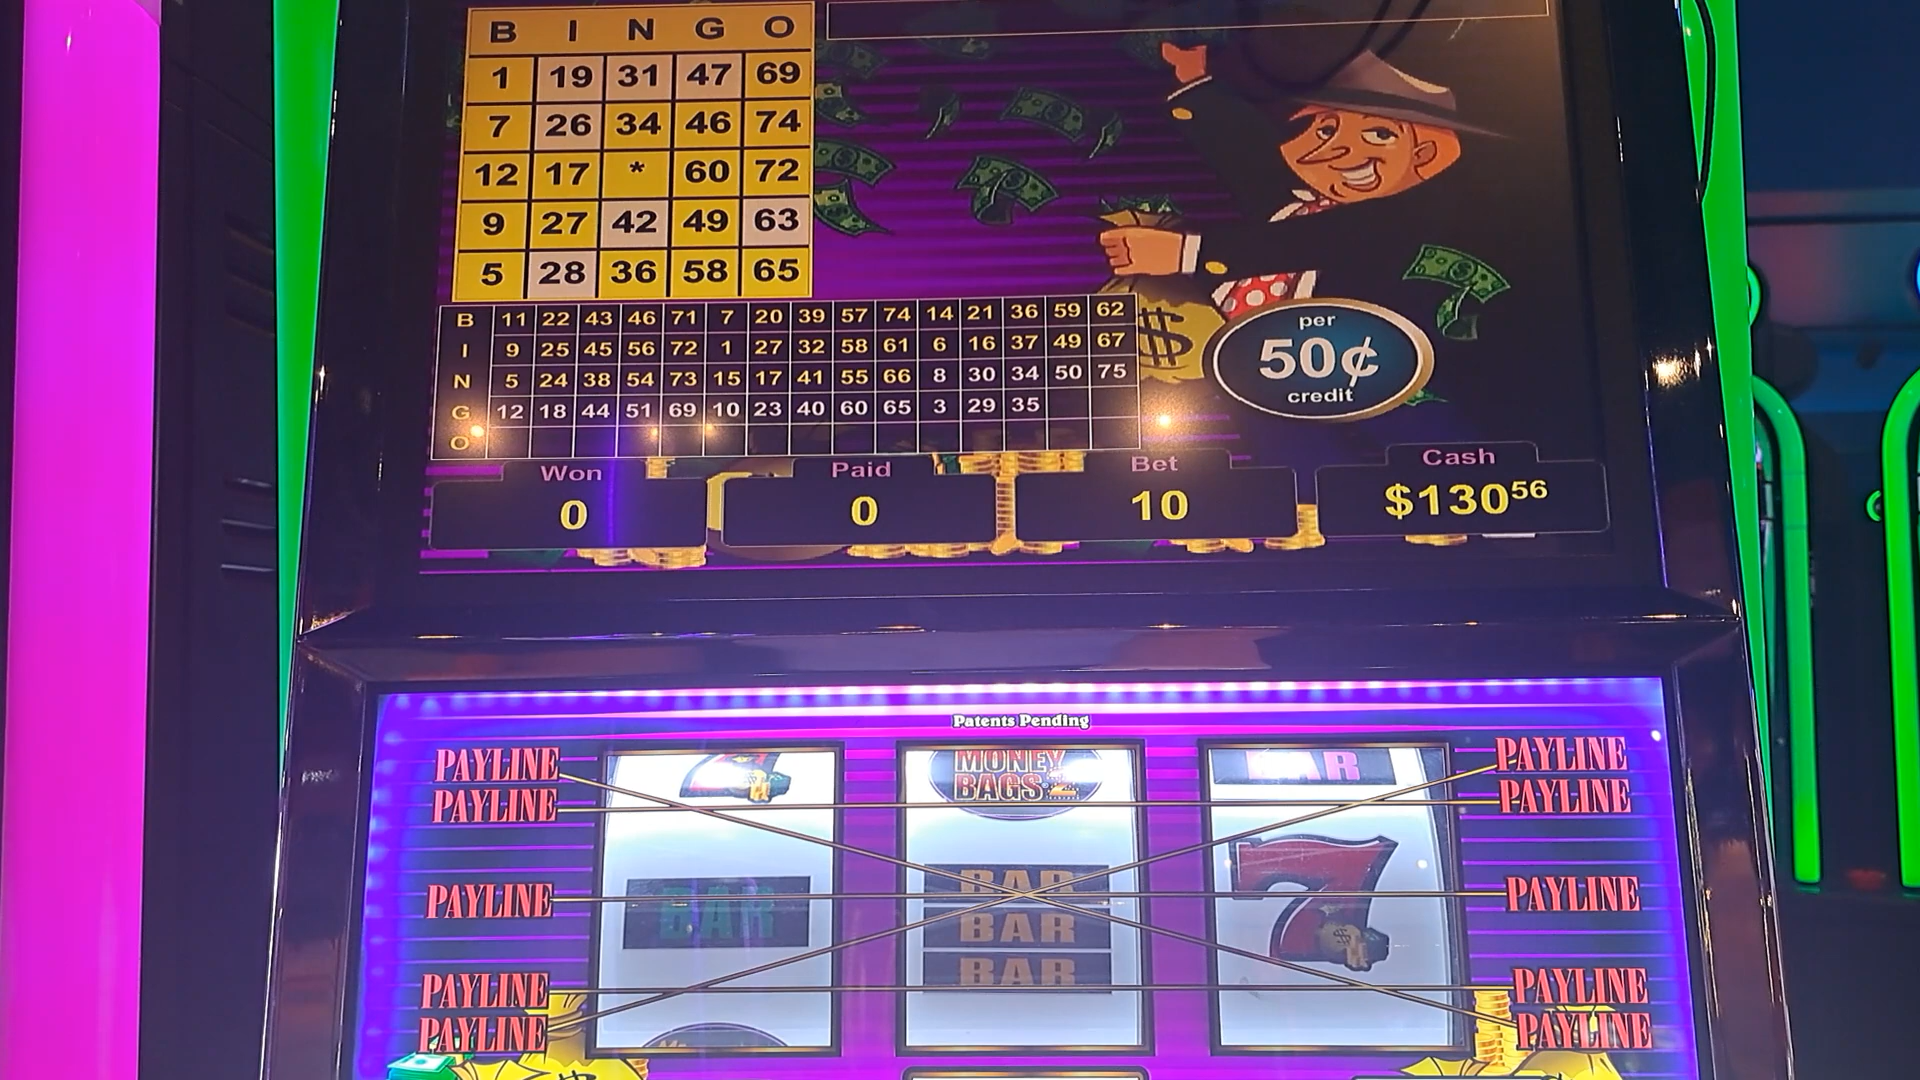 B I N G O
1 19 31 47 69
7 26 34 46 74
12 17 * 60 72
9 27 42 49 63
5 28 36 58 65
B 11 22 43 46 71 7 20 39 57 74 14 21 36 59 62
I 9 25 45 56 72 1 27 32 58 61 6 16 37 49 67
N 5 24 38 54 73 15 17 41 55 66 8 30 34 50 75
G 12 18 44 51 69 10 23 40 60 65 3 29 35
O
$
per
50¢
credit
Won Paid Bet Cash
0 0 10 $13056
Patents Pending
PAYLINE PAYLINE
PAYLINE PAYLINE
PAYLINE PAYLINE
PAYLINE PAYLINE
PAYLINE PAYLINE
7
MONEY
BAGS 2
BAR
BAR
BAR
BAR
BAR
7
$